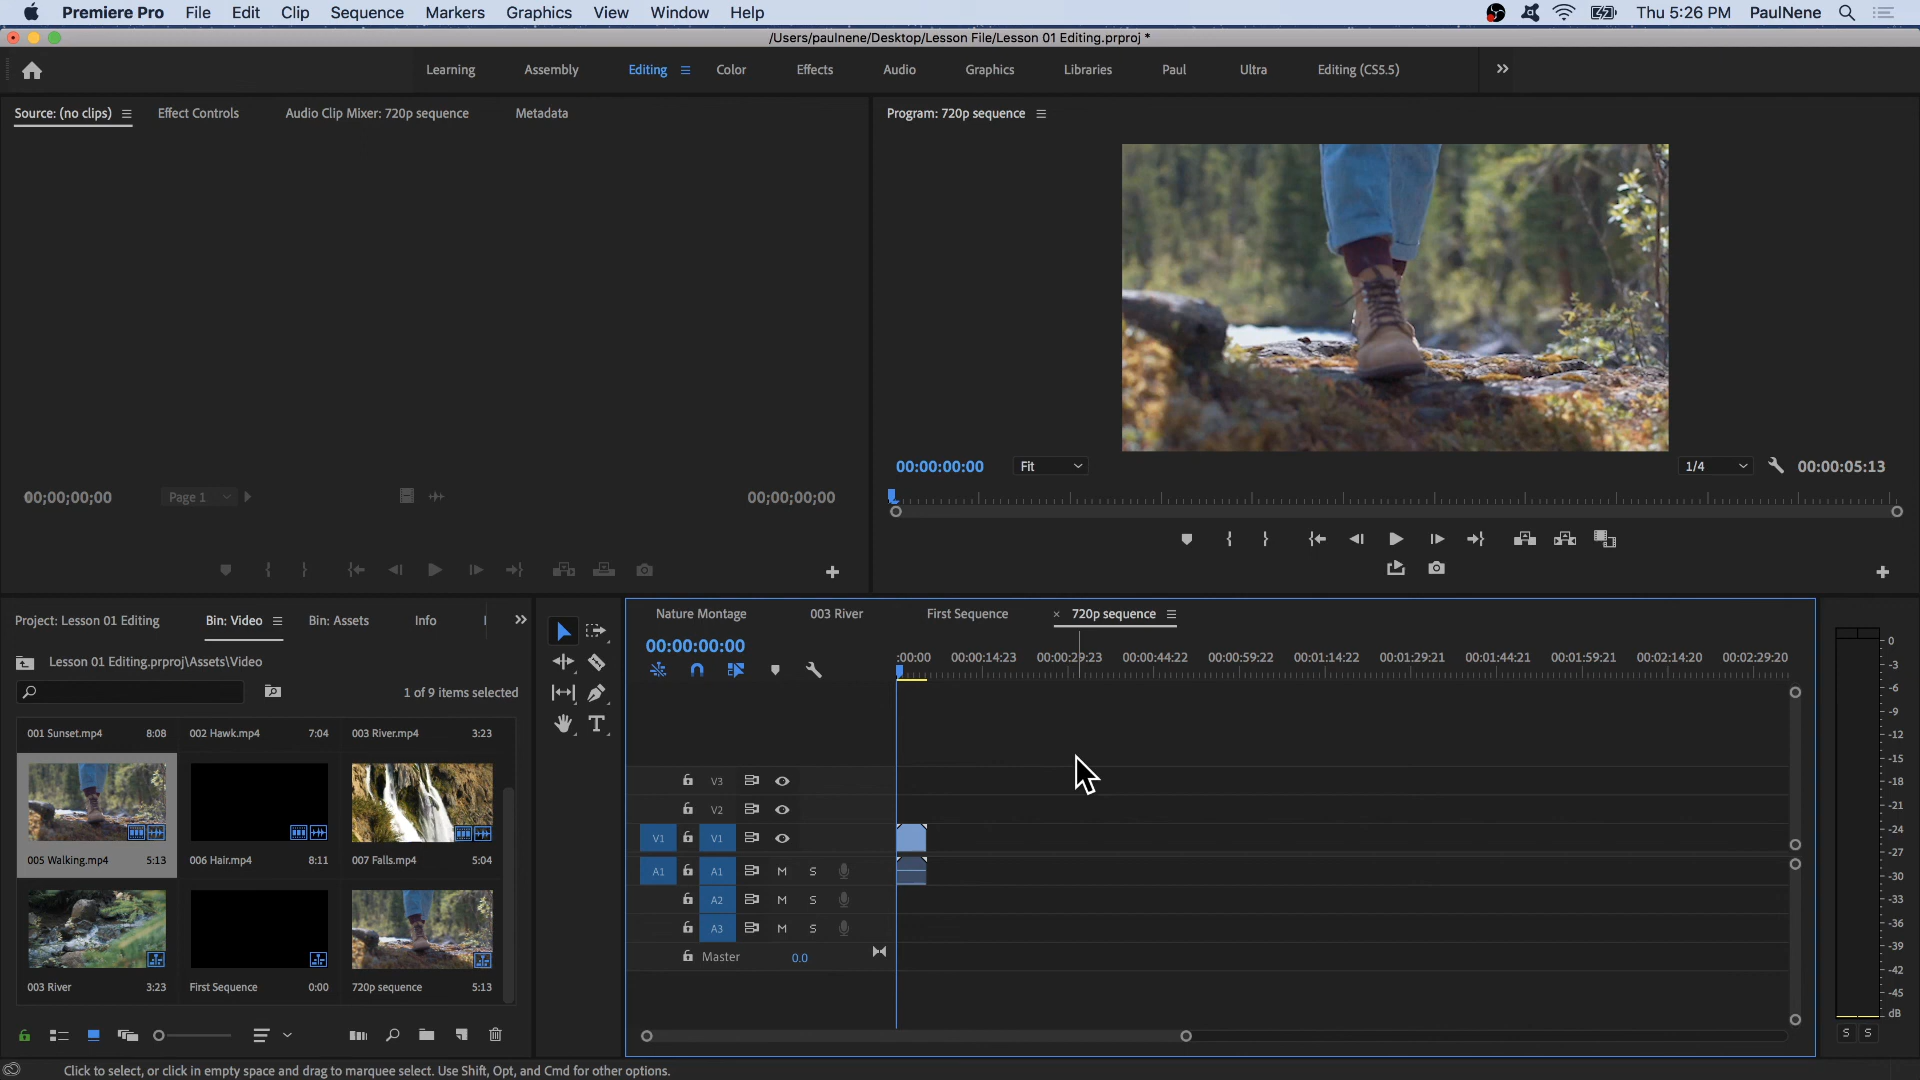 Premiere Pro File Edit Clip Sequence Markers Graphics View Window Help Thu 5:26 PM PaulNene
/Users/paulnene/Desktop/Lesson File/Lesson 01 Editing.prproj *
Learning Assembly Editing Color Effects Audio Graphics Libraries Paul Ultra Editing (CS5.5)
Source: (no clips) Effect Controls Audio Clip Mixer: 720p sequence Metadata
Program: 720p sequence
00:00:00:00 Fit 1/4 00:00:05:13
00;00;00;00 Page 1 00;00;00;00
Project: Lesson 01 Editing Bin: Video Bin: Assets Info
Lesson 01 Editing.prproj\Assets\Video
1 of 9 items selected
001 Sunset.mp4 8:08 002 Hawk.mp4 7:04 003 River.mp4 3:23
005 Walking.mp4 5:13 006 Hair.mp4 8:11 007 Falls.mp4 5:04
003 River 3:23 First Sequence 0:00 720p sequence 5:13
Nature Montage 003 River First Sequence × 720p sequence
00:00:00:00
:00:00 00:00:14:23 00:00:29:23 00:00:44:22 00:00:59:22 00:01:14:22 00:01:29:21 00:01:44:21 00:01:59:21 00:02:14:20 00:02:29:20
V3
V2
V1 V1
A1 A1 M S
A2 M S
A3 M S
Master 0.0
0
-3
-6
-9
-12
-15
-18
-21
-24
-27
-30
-33
-36
-39
-42
-45
dB
S S
Click to select, or click in empty space and drag to marquee select. Use Shift, Opt, and Cmd for other options.